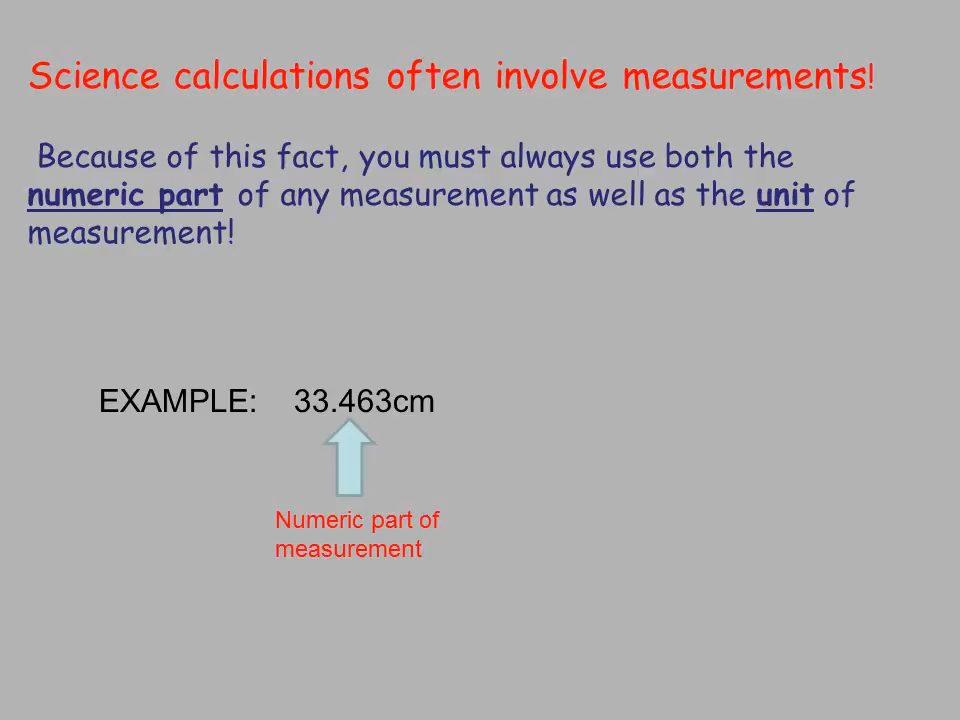 Science calculations often involve measurements!
Because of this fact, you must always use both the
numeric part of any measurement as well as the unit of
measurement!
EXAMPLE: 33.463cm
Numeric part of
measurement